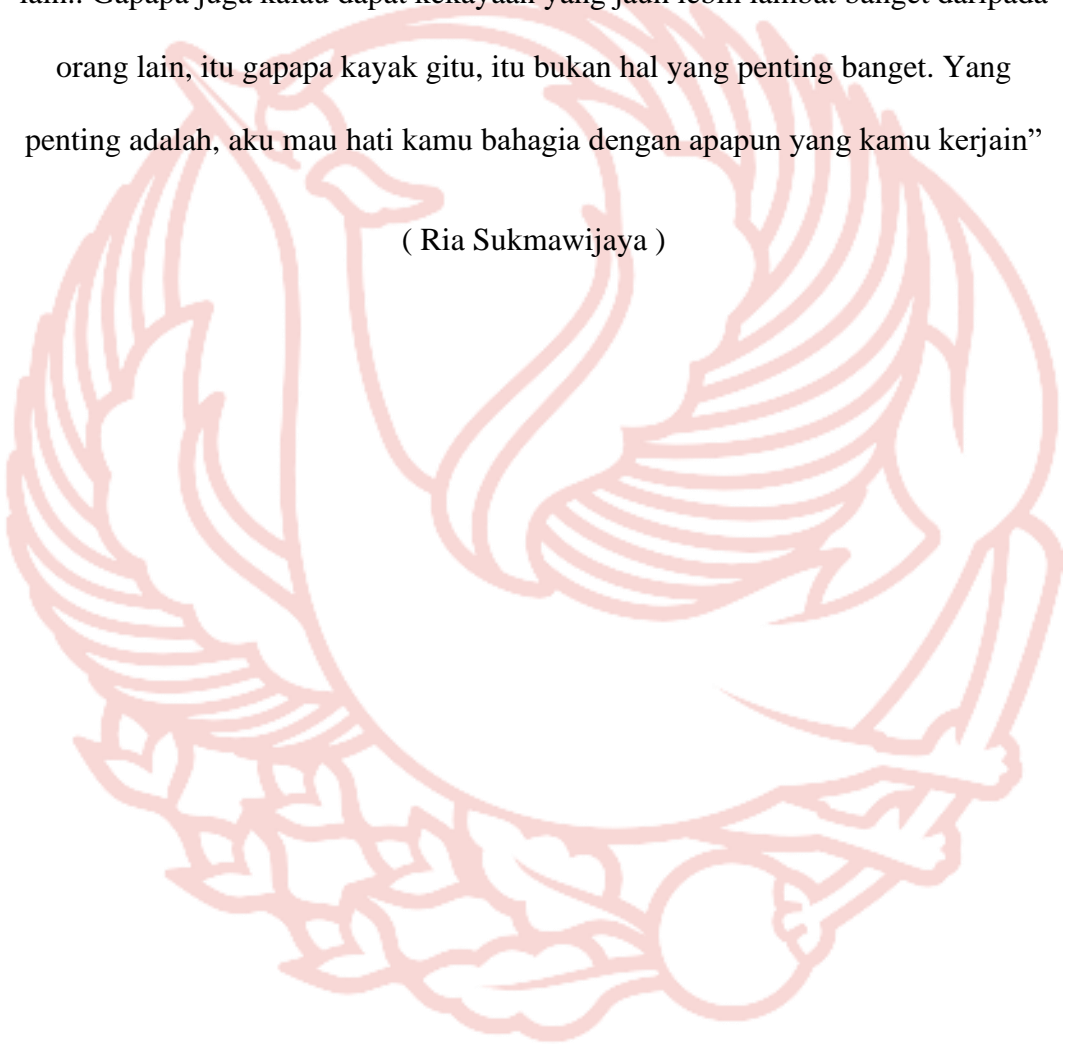 lain.. Gapapa juga kalau dapat kekayaan yang jauh lebih lambat banget daripada
orang lain, itu gapapa kayak gitu, itu bukan hal yang penting banget. Yang
penting adalah, aku mau hati kamu bahagia dengan apapun yang kamu kerjain”
( Ria Sukmawijaya )